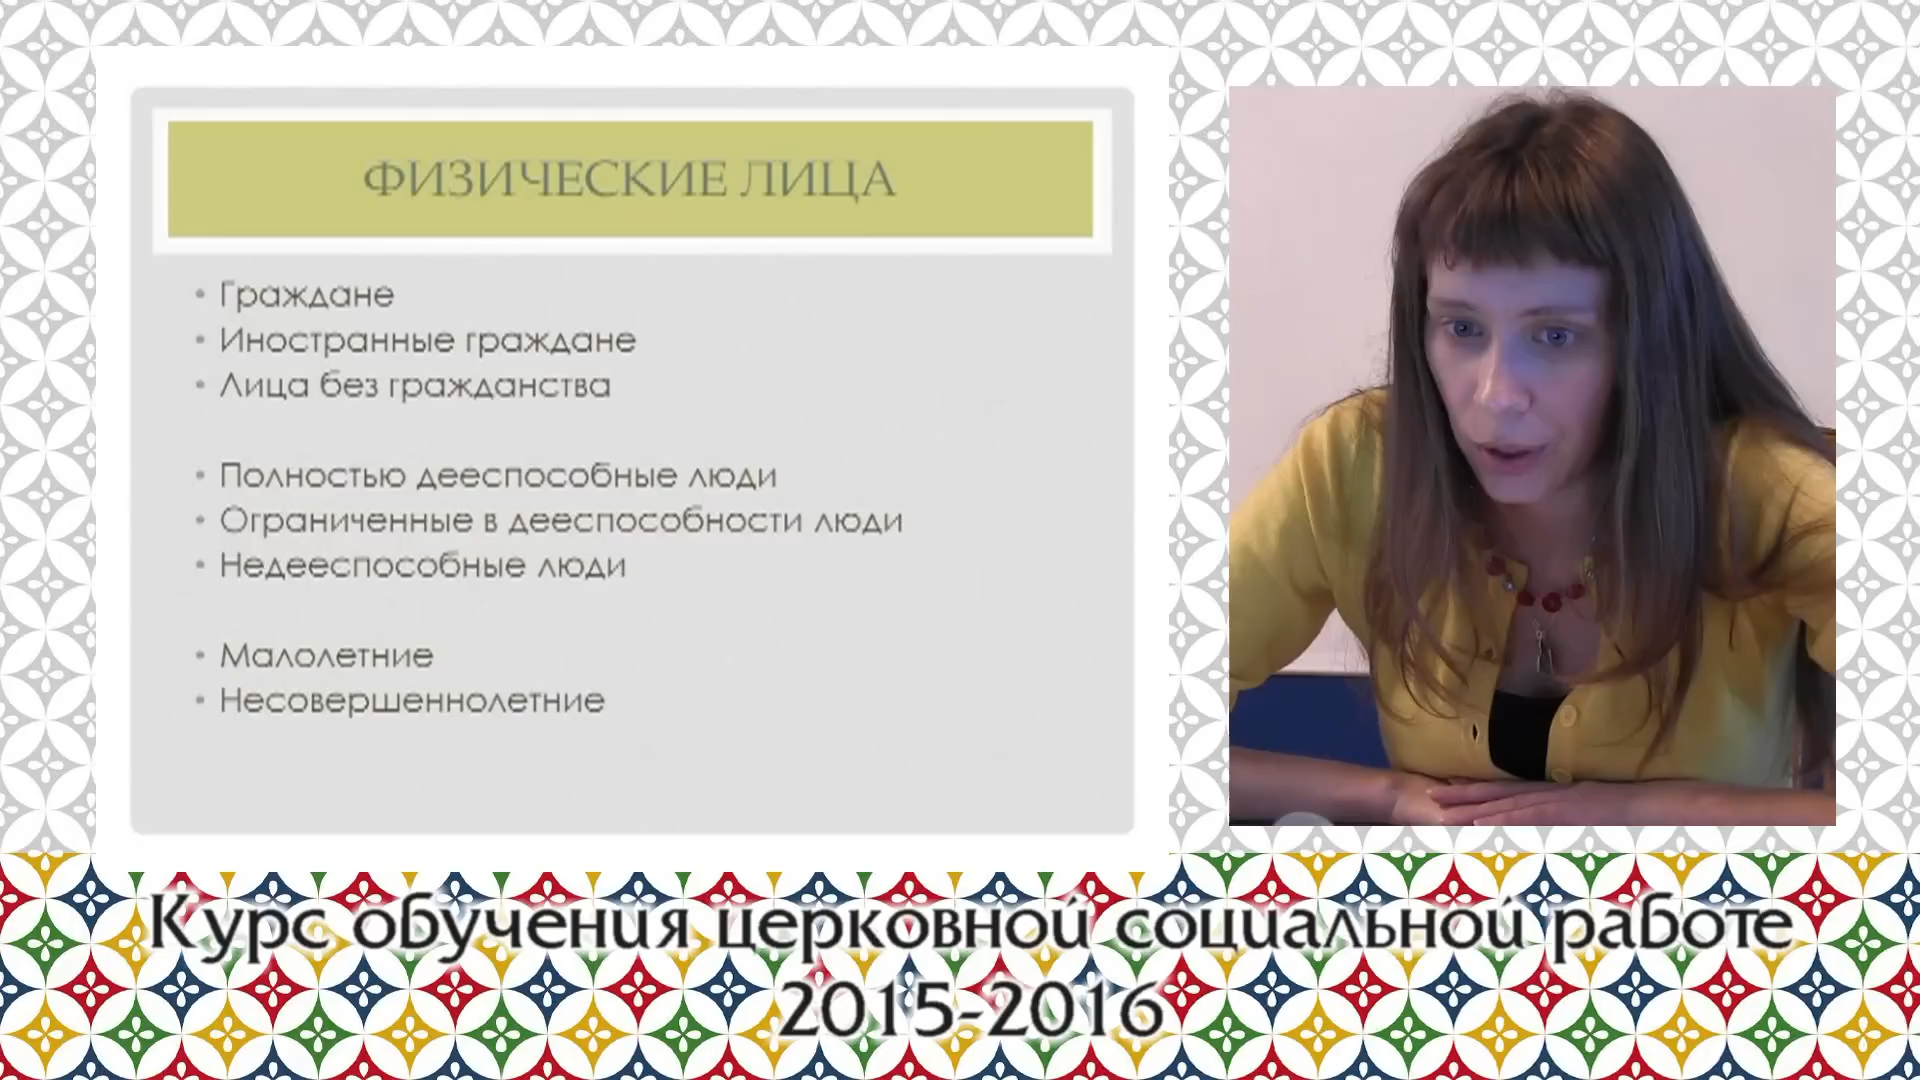 ФИЗИЧЕСКИЕ ЛИЦА
• Граждане
• Иностранные граждане
• Лица без гражданства
• Полностью дееспособные люди
• Ограниченные в дееспособности люди
• Недееспособные люди
• Малолетние
• Несовершеннолетние
Курс обучения церковной социальной работе
2015-2016